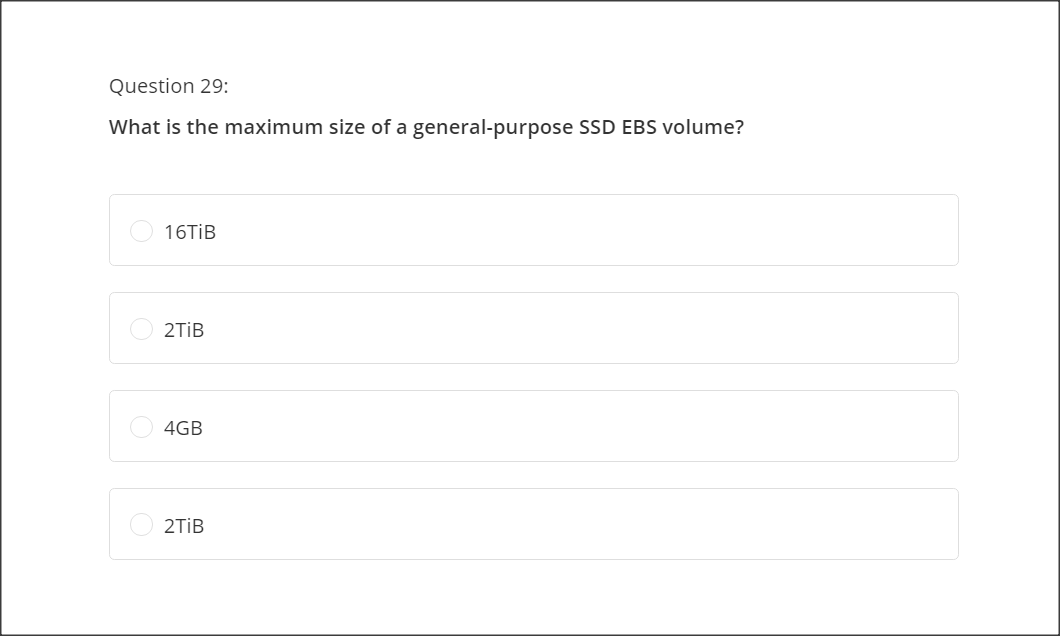 Question 29:
What is the maximum size of a general-purpose SSD EBS volume?
16TiB
2TiB
4GB
2TiB